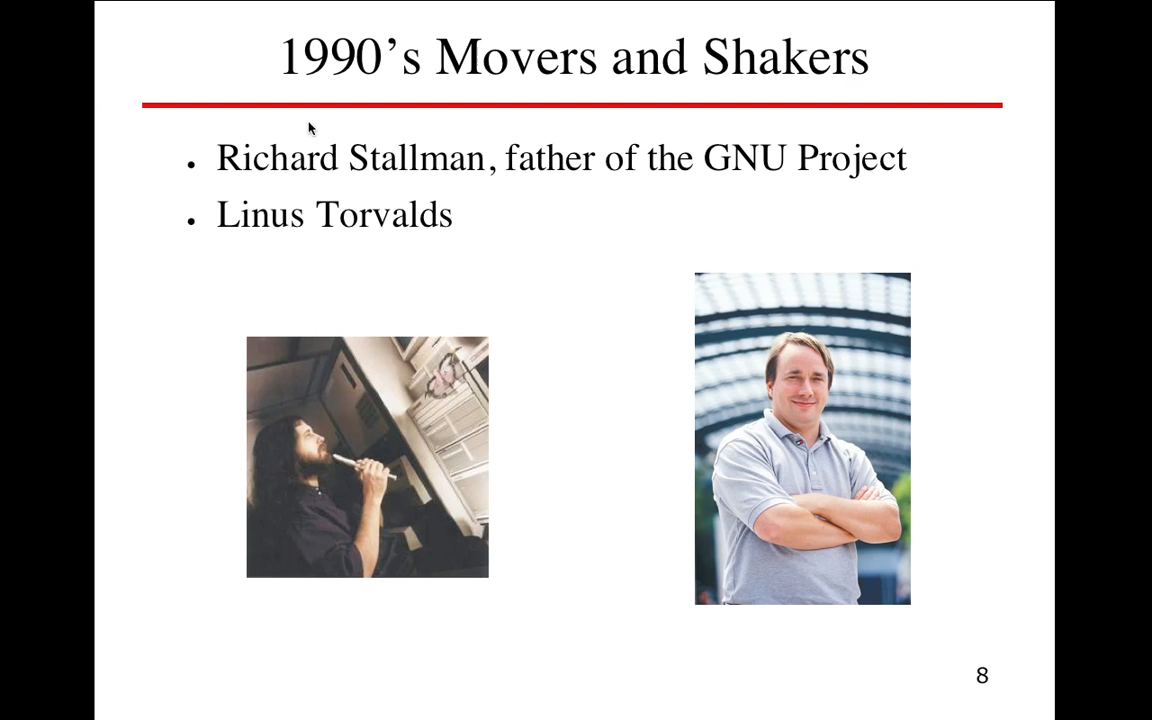 1990’s Movers and Shakers
• Richard Stallman, father of the GNU Project
• Linus Torvalds
8